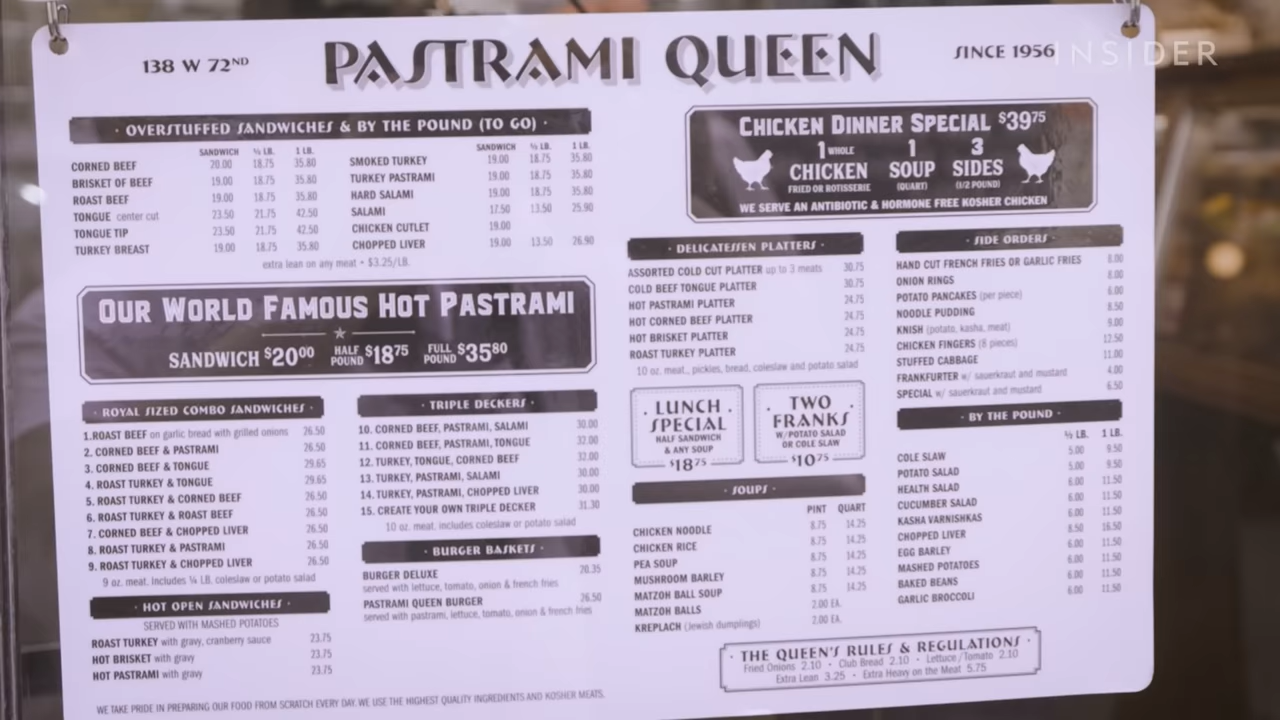 138 W 72ND
PASTRAMI QUEEN
SINCE 1956
INSIDER
· OVERSTUFFED SANDWICHES & BY THE POUND (TO GO) ·
SANDWICH ½ LB. 1 LB.
CORNED BEEF 20.00 18.75 35.80
BRISKET OF BEEF 19.00 18.75 35.80
ROAST BEEF 19.00 18.75 35.80
TONGUE center cut 23.50 21.75 42.50
TONGUE TIP 23.50 21.75 42.50
TURKEY BREAST 19.00 18.75 35.80
SANDWICH ½ LB. 1 LB.
SMOKED TURKEY 19.00 18.75 35.80
TURKEY PASTRAMI 19.00 18.75 35.80
HARD SALAMI 19.00 18.75 35.80
SALAMI 17.50 13.50 25.90
CHICKEN CUTLET 19.00
CHOPPED LIVER 19.00 13.50 26.90
extra lean on any meat • $3.25/LB.
OUR WORLD FAMOUS HOT PASTRAMI
SANDWICH $20.00 HALF POUND $18.75 FULL POUND $35.80
· ROYAL SIZED COMBO SANDWICHES ·
1.ROAST BEEF on garlic bread with grilled onions 26.50
2. CORNED BEEF & PASTRAMI 26.50
3. CORNED BEEF & TONGUE 29.65
4. ROAST TURKEY & TONGUE 29.65
5. ROAST TURKEY & CORNED BEEF 26.50
6. ROAST TURKEY & ROAST BEEF 26.50
7. CORNED BEEF & CHOPPED LIVER 26.50
8. ROAST TURKEY & PASTRAMI 26.50
9. ROAST TURKEY & CHOPPED LIVER 26.50
9 oz. meat. Includes ¼ LB. coleslaw or potato salad
· HOT OPEN SANDWICHES ·
SERVED WITH MASHED POTATOES
ROAST TURKEY with gravy, cranberry sauce 23.75
HOT BRISKET with gravy 23.75
HOT PASTRAMI with gravy 23.75
· TRIPLE DECKERS ·
10. CORNED BEEF, PASTRAMI, SALAMI 30.00
11. CORNED BEEF, PASTRAMI, TONGUE 32.00
12. TURKEY, TONGUE, CORNED BEEF 32.00
13. TURKEY, PASTRAMI, SALAMI 30.00
14. TURKEY, PASTRAMI, CHOPPED LIVER 30.00
15. CREATE YOUR OWN TRIPLE DECKER 31.30
10 oz. meat, includes coleslaw or potato salad
· BURGER BASKETS ·
BURGER DELUXE 20.35
served with lettuce, tomato, onion & french fries
PASTRAMI QUEEN BURGER 26.50
served with pastrami, lettuce, tomato, onion & french fries
WE TAKE PRIDE IN PREPARING OUR FOOD FROM SCRATCH EVERY DAY. WE USE THE HIGHEST QUALITY INGREDIENTS AND KOSHER MEATS.
CHICKEN DINNER SPECIAL $39.75
1 WHOLE CHICKEN FRIED OR ROTISSERIE
1 SOUP (QUART)
3 SIDES (1/2 POUND)
WE SERVE AN ANTIBIOTIC & HORMONE FREE KOSHER CHICKEN
· DELICATESSEN PLATTERS ·
ASSORTED COLD CUT PLATTER up to 3 meats 30.75
COLD BEEF TONGUE PLATTER 30.75
HOT PASTRAMI PLATTER 24.75
HOT CORNED BEEF PLATTER 24.75
HOT BRISKET PLATTER 24.75
ROAST TURKEY PLATTER 24.75
10 oz. meat., pickles, bread, coleslaw and potato salad
· LUNCH SPECIAL ·
HALF SANDWICH
& ANY SOUP
$18.75
· TWO FRANKS ·
W/POTATO SALAD
OR COLE SLAW
$10.75
· SOUPS ·
PINT QUART
CHICKEN NOODLE 8.75 14.25
CHICKEN RICE 8.75 14.25
PEA SOUP 8.75 14.25
MUSHROOM BARLEY 8.75 14.25
MATZOH BALL SOUP 8.75 14.25
MATZOH BALLS 2.00 EA.
KREPLACH (Jewish dumplings) 2.00 EA.
· SIDE ORDERS ·
HAND CUT FRENCH FRIES OR GARLIC FRIES 8.00
ONION RINGS 8.00
POTATO PANCAKES (per piece) 6.00
NOODLE PUDDING 8.50
KNISH (potato, kasha, meat) 9.00
CHICKEN FINGERS (8 pieces) 12.50
STUFFED CABBAGE 11.00
FRANKFURTER w/ sauerkraut and mustard 4.00
SPECIAL w/ sauerkraut and mustard 6.50
· BY THE POUND ·
½ LB. 1 LB.
COLE SLAW 5.00 9.50
POTATO SALAD 5.00 9.50
HEALTH SALAD 6.00 11.50
CUCUMBER SALAD 6.00 11.50
KASHA VARNISHKAS 6.00 11.50
CHOPPED LIVER 8.50 16.50
EGG BARLEY 6.00 11.50
MASHED POTATOES 6.00 11.50
BAKED BEANS 6.00 11.50
GARLIC BROCCOLI 6.00 11.50
· THE QUEEN'S RULES & REGULATIONS ·
Fried Onions 2.10 • Club Bread 2.10 • Lettuce/Tomato 2.10
Extra Lean 3.25 • Extra Heavy on the Meat 5.75